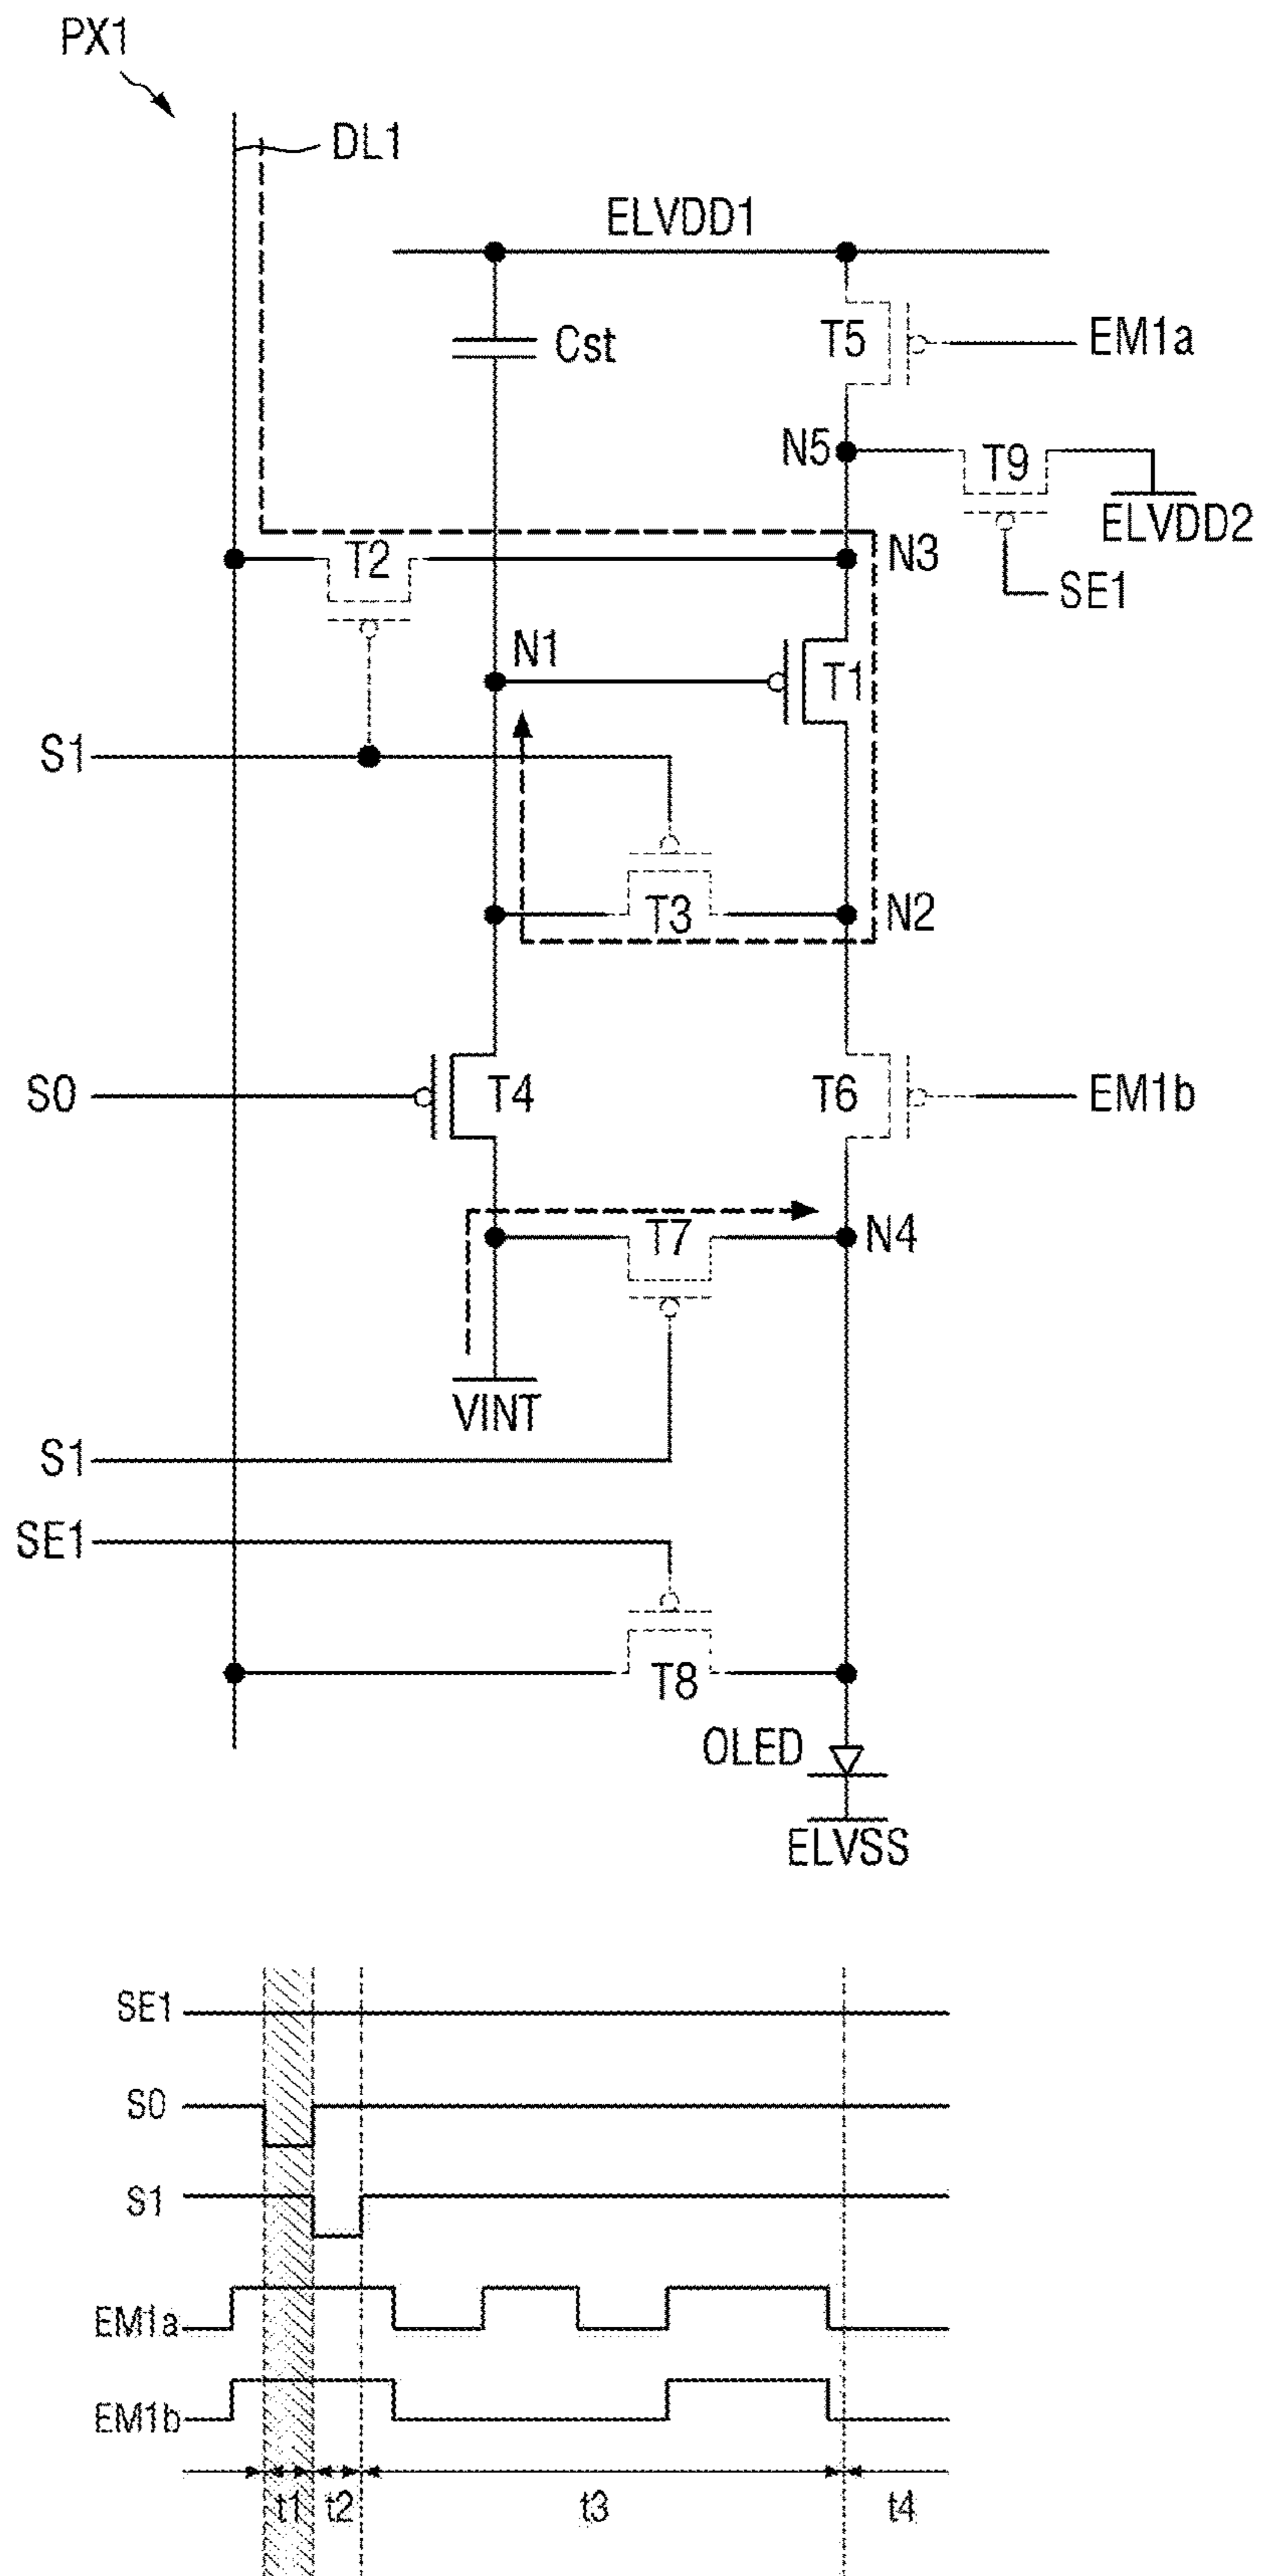 PX1
DL1
ELVDD1
Cst
T5
EM1a
N5
T9
ELVDD2
T2
N3
SE1
N1
T1
S1
T3
N2
S0
T4
T6
EM1b
T7
N4
VINT
S1
SE1
T8
OLED
ELVSS
SE1
S0
S1
EM1a
EM1b
t1 t2 t3 t4